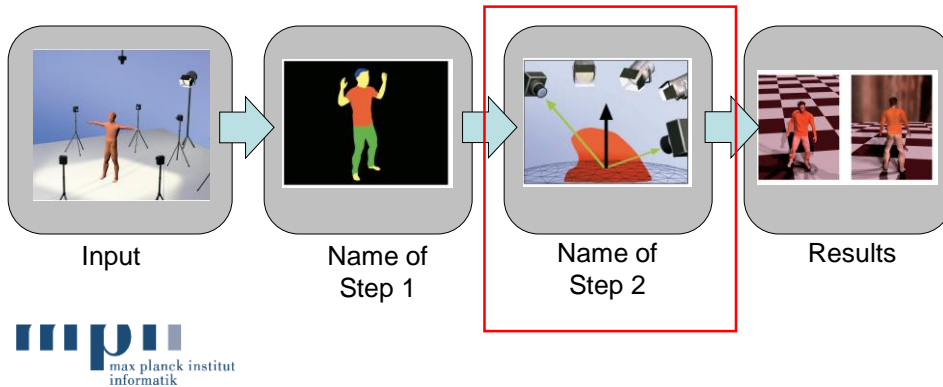 Input
Name of
Step 1
Name of
Step 2
Results
mpii
max planck institut
informatik